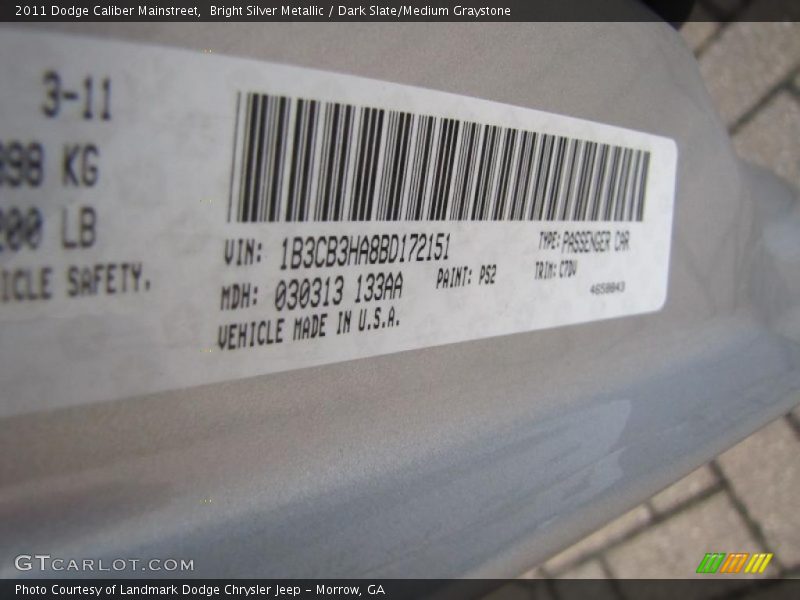 2011 Dodge Caliber Mainstreet,  Bright Silver Metallic / Dark Slate/Medium Graystone
3-11
98 KG
00 LB
ICLE SAFETY.
VIN: 1B3CB3HA8BD172151
TYPE: PASSENGER CAR
MDH: 030313 133AA
PAINT: PS2
TRIM: C7DV
VEHICLE MADE IN U.S.A.
4658043
GTCARLOT.COM
Photo Courtesy of Landmark Dodge Chrysler Jeep – Morrow, GA